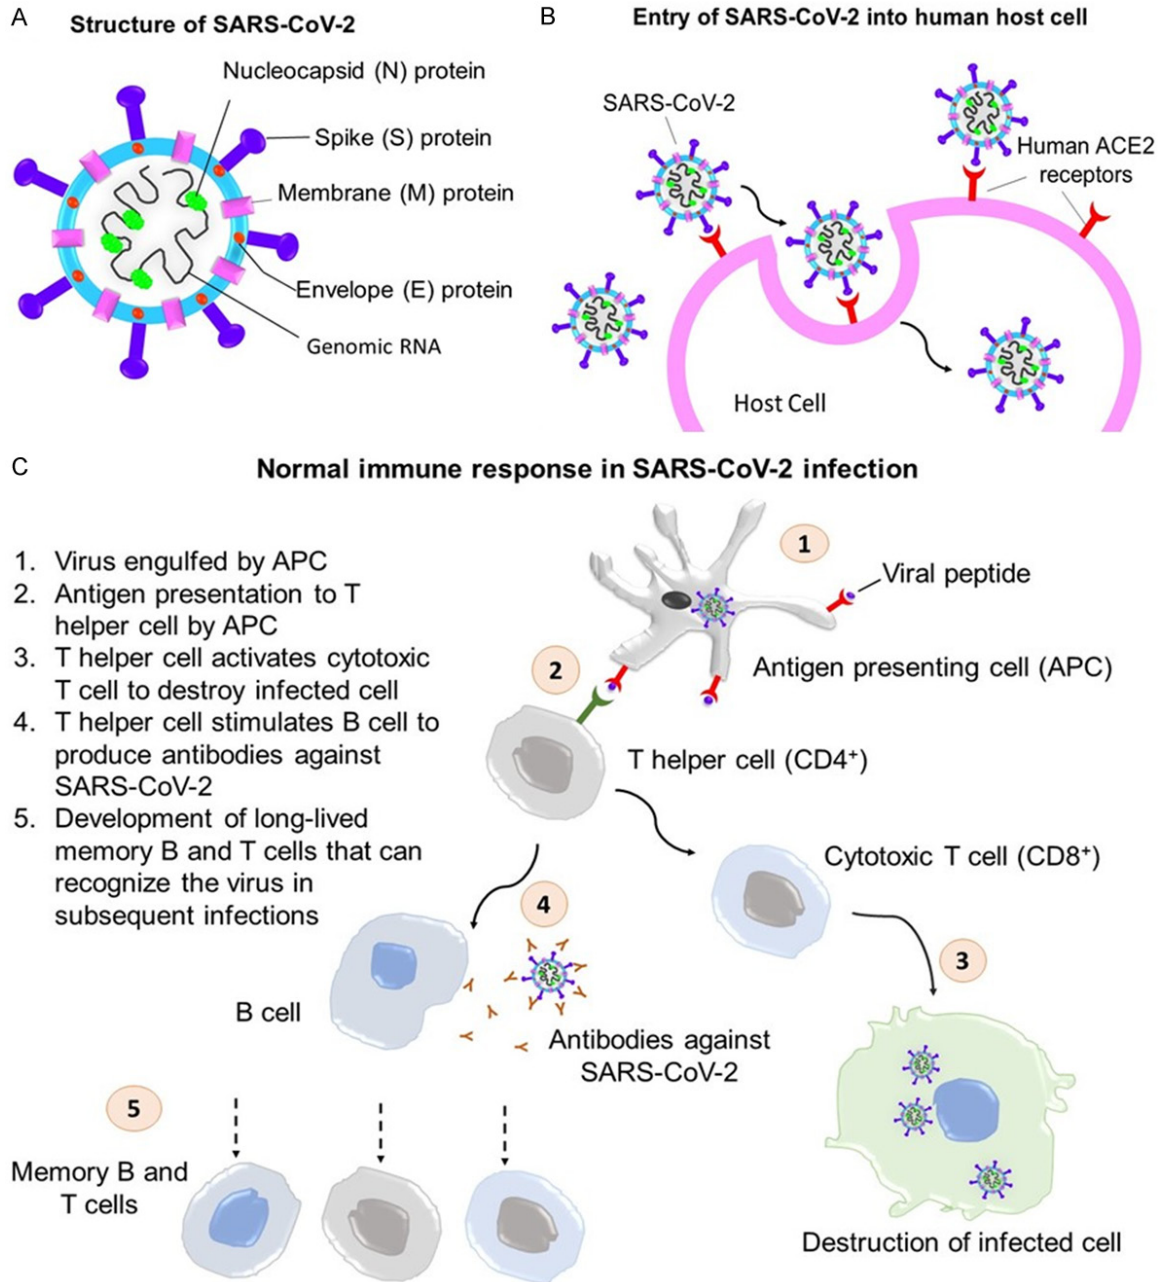 A
Structure of SARS-CoV-2
Nucleocapsid (N) protein
Spike (S) protein
Membrane (M) protein
Envelope (E) protein
Genomic RNA
B
Entry of SARS-CoV-2 into human host cell
SARS-CoV-2
Human ACE2
receptors
Host Cell
C
Normal immune response in SARS-CoV-2 infection
1. Virus engulfed by APC
2. Antigen presentation to T
helper cell by APC
3. T helper cell activates cytotoxic
T cell to destroy infected cell
4. T helper cell stimulates B cell to
produce antibodies against
SARS-CoV-2
5. Development of long-lived
memory B and T cells that can
recognize the virus in
subsequent infections
1
Viral peptide
Antigen presenting cell (APC)
2
T helper cell (CD4⁺)
Cytotoxic T cell (CD8⁺)
4
3
B cell
Antibodies against
SARS-CoV-2
5
Memory B and
T cells
Destruction of infected cell